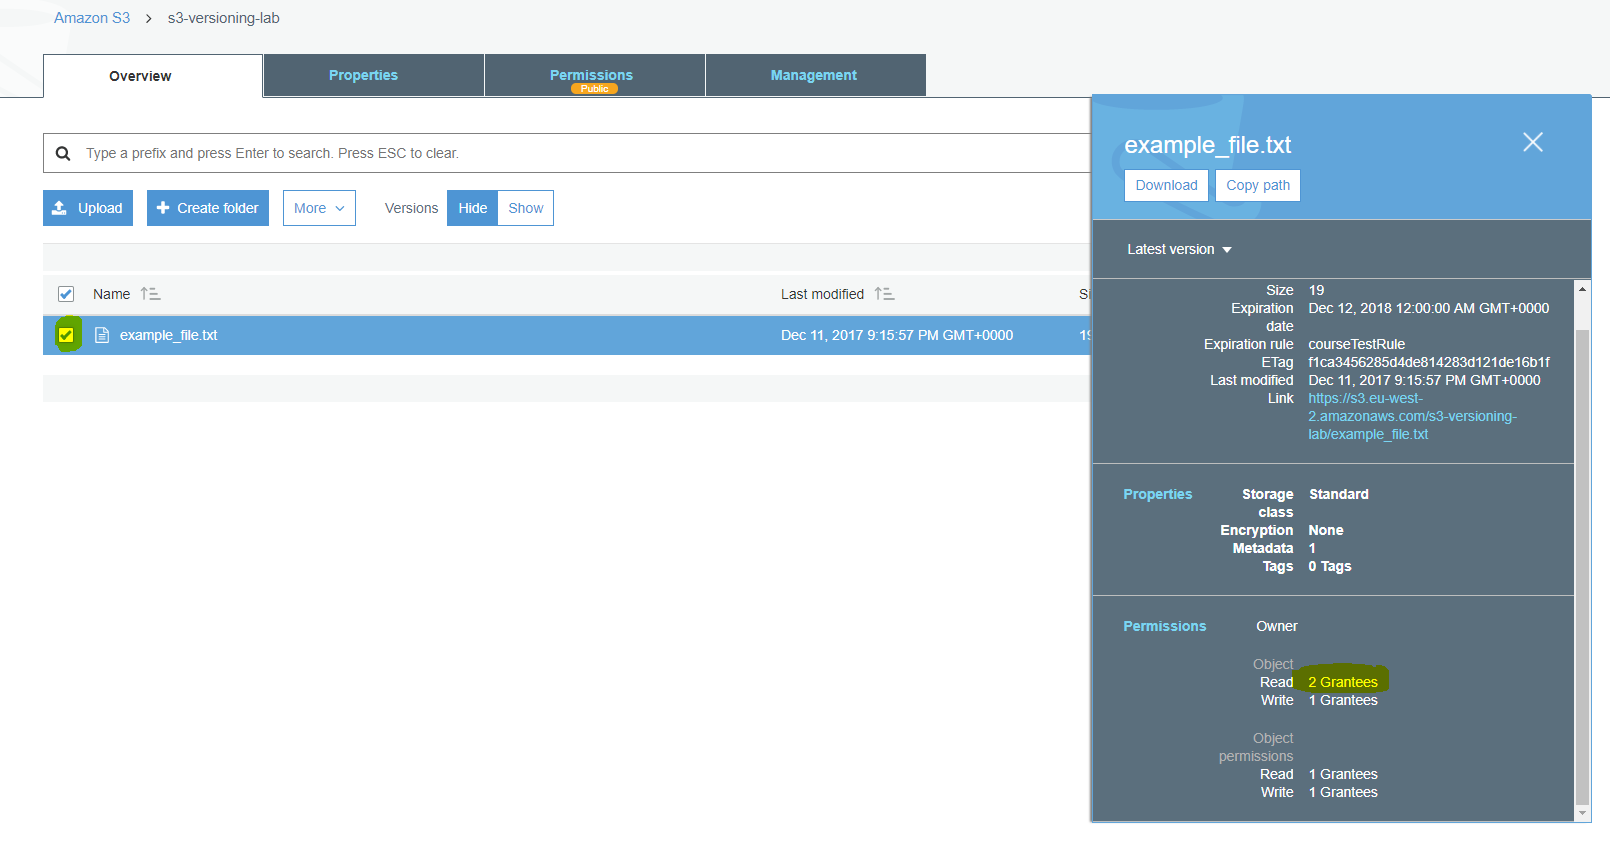 Amazon S3 > s3-versioning-lab
Overview
Properties
Permissions
Public
Management
Type a prefix and press Enter to search. Press ESC to clear.
Upload
Create folder
More
Versions
Hide
Show
Name
Last modified
example_file.txt
Dec 11, 2017 9:15:57 PM GMT+0000
example_file.txt
Download
Copy path
Latest version
Size 19
Expiration date Dec 12, 2018 12:00:00 AM GMT+0000
Expiration rule courseTestRule
ETag f1ca3456285d4de814283d121de16b1f
Last modified Dec 11, 2017 9:15:57 PM GMT+0000
Link https://s3.eu-west-
2.amazonaws.com/s3-versioning-
lab/example_file.txt
Properties
Storage class Standard
Encryption None
Metadata 1
Tags 0 Tags
Permissions
Owner
Object
Read 2 Grantees
Write 1 Grantees
Object
permissions
Read 1 Grantees
Write 1 Grantees